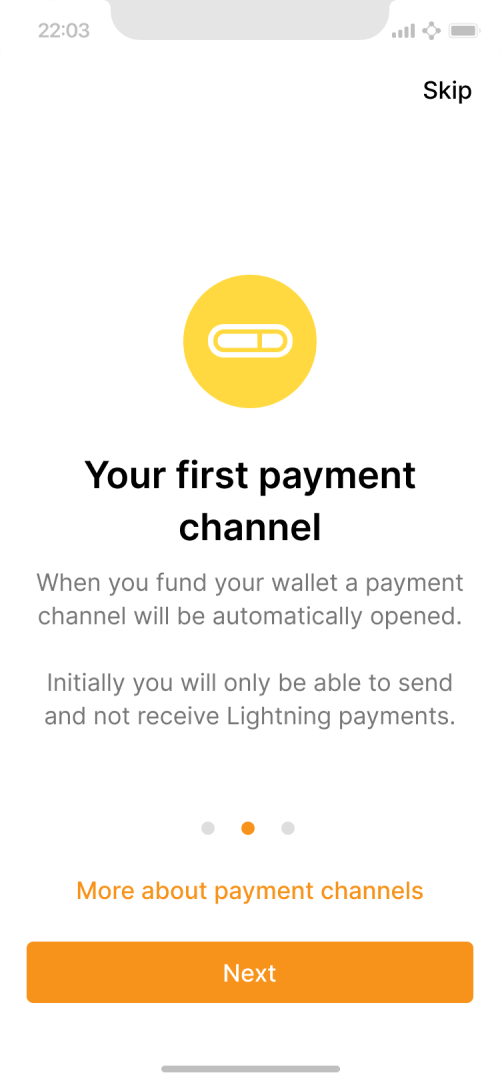 22:03
Skip
Your first payment
channel
When you fund your wallet a payment
channel will be automatically opened.
Initially you will only be able to send
and not receive Lightning payments.
More about payment channels
Next